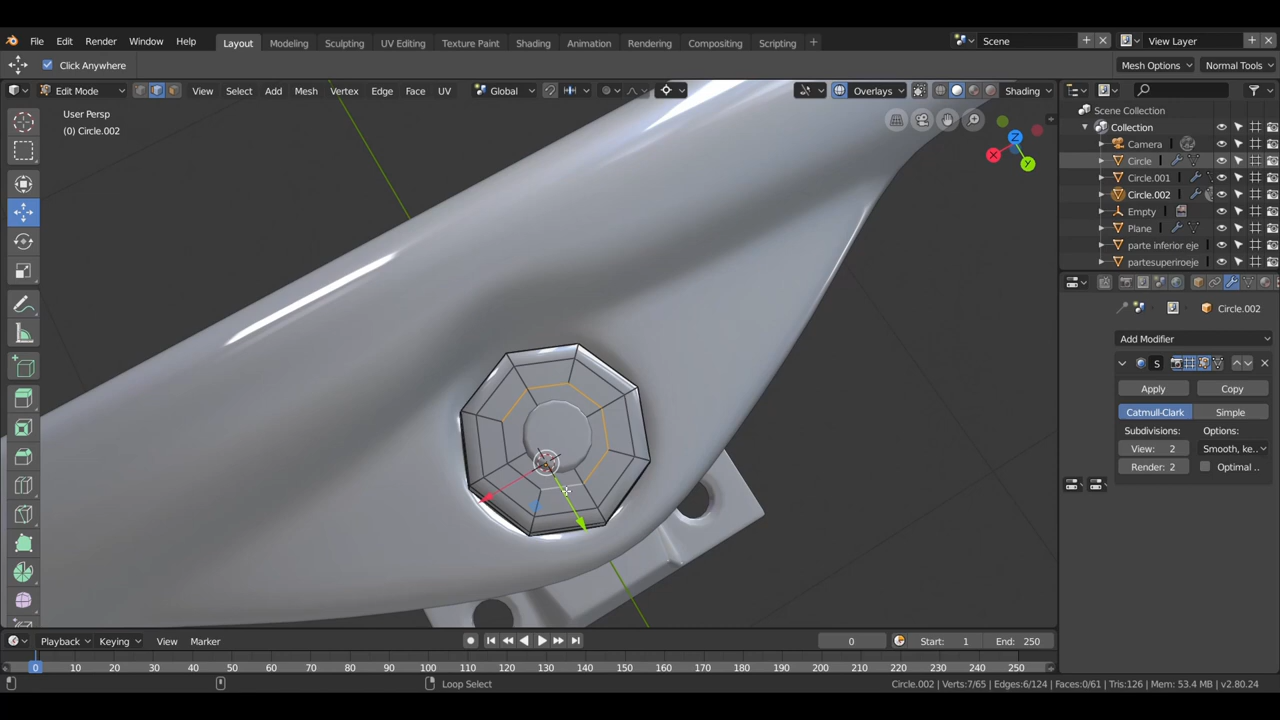 File Edit Render Window Help Layout Modeling Sculpting UV Editing Texture Paint Shading Animation Rendering Compositing Scripting + Scene View Layer
Click Anywhere Mesh Options Normal Tools
Edit Mode View Select Add Mesh Vertex Edge Face UV Global Overlays Shading
User Persp
(0) Circle.002
X Y Z
Scene Collection
Collection
Camera
Circle
Circle.001
Circle.002
Empty
Plane
parte inferior eje
partesuperiroeje
Circle.002
Add Modifier
S
Apply Copy
Catmull-Clark Simple
Subdivisions: Options:
View: 2 Smooth, ke..
Render: 2 Optimal ..
Playback Keying View Marker 0 Start: 1 End: 250
0 10 20 30 40 50 60 70 80 90 100 110 120 130 140 150 160 170 180 190 200 210 220 230 240 250
Loop Select Circle.002 | Verts:7/65 | Edges:6/124 | Faces:0/61 | Tris:126 | Mem: 53.4 MB | v2.80.24